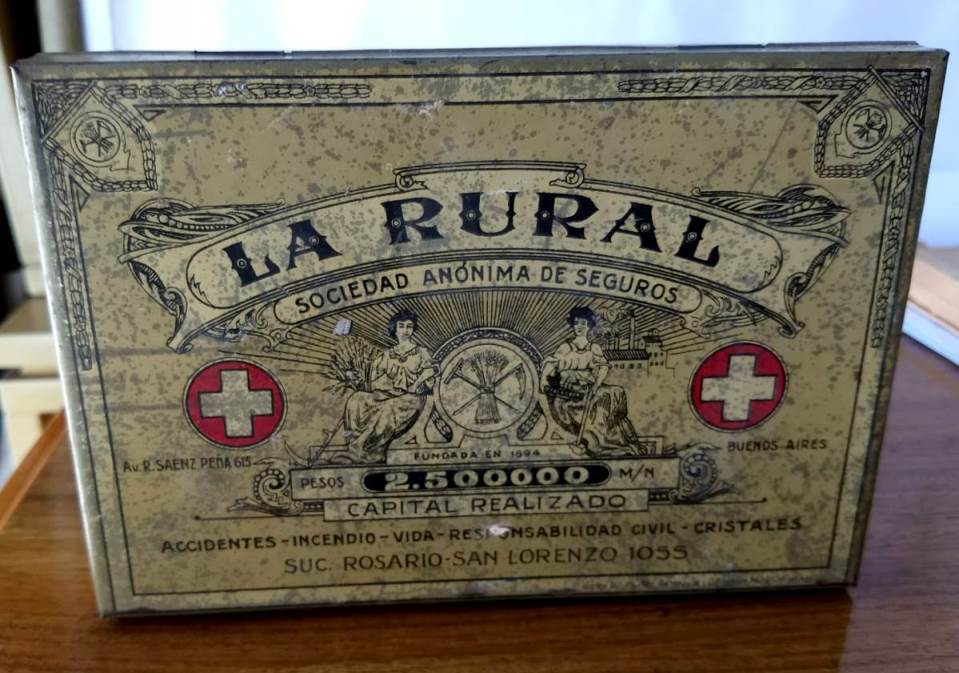 LA RURAL
SOCIEDAD ANÓNIMA DE SEGUROS
FUNDADA EN 1894
Av. R. SAENZ PEÑA 615
BUENOS AIRES
PESOS 2.500000 M/N
CAPITAL REALIZADO
ACCIDENTES-INCENDIO-VIDA-RESPONSABILIDAD CIVIL-CRISTALES
SUC. ROSARIO-SAN LORENZO 1055